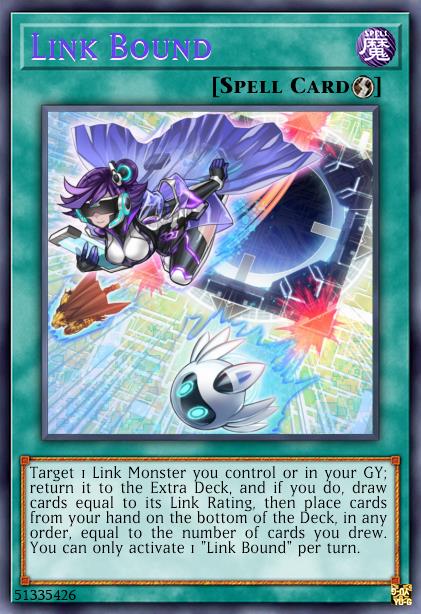 Link Bound
SPELL
魔
[Spell Card]
Target 1 Link Monster you control or in your GY;
return it to the Extra Deck, and if you do, draw
cards equal to its Link Rating, then place cards
from your hand on the bottom of the Deck, in any
order, equal to the number of cards you drew.
You can only activate 1 "Link Bound" per turn.
51335426